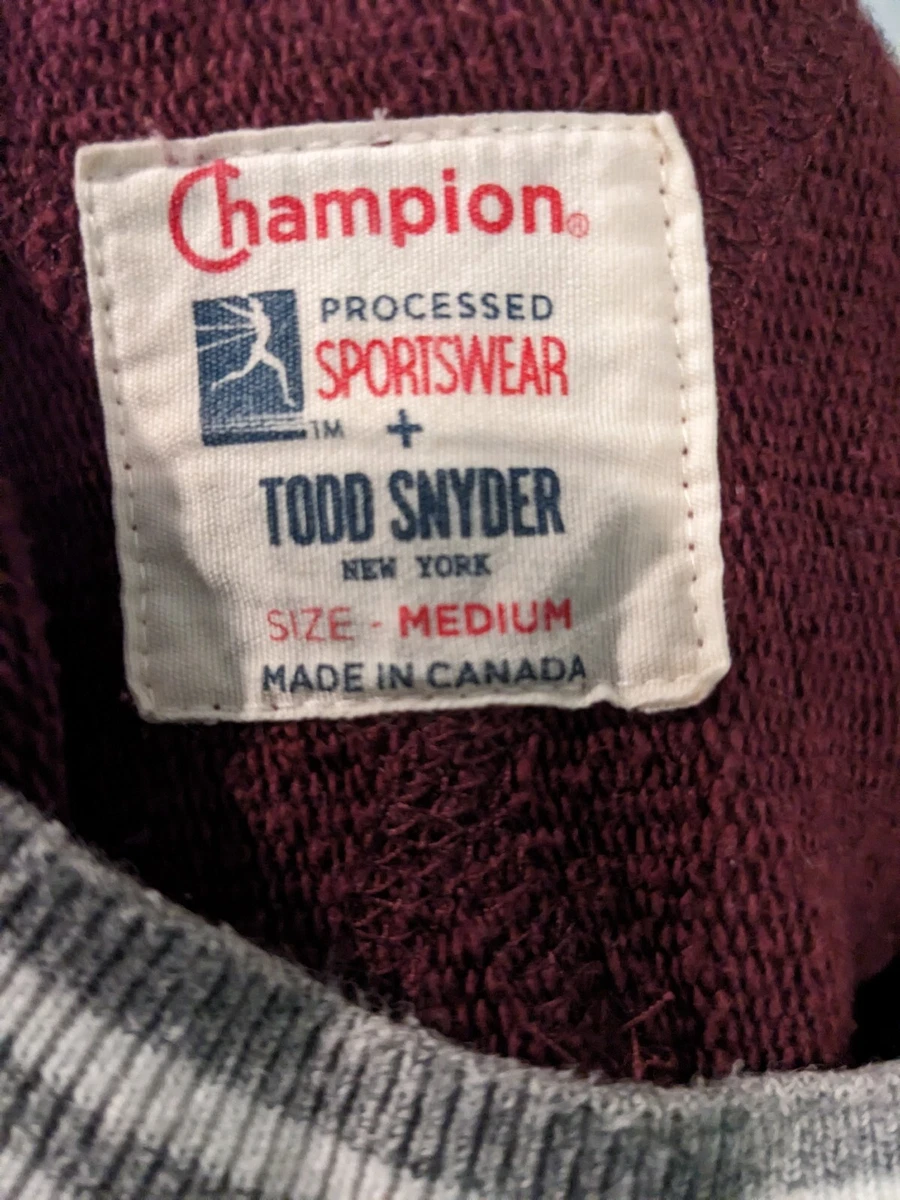 Champion®
PROCESSED
SPORTSWEAR
TM +
TODD SNYDER
NEW YORK
SIZE - MEDIUM
MADE IN CANADA